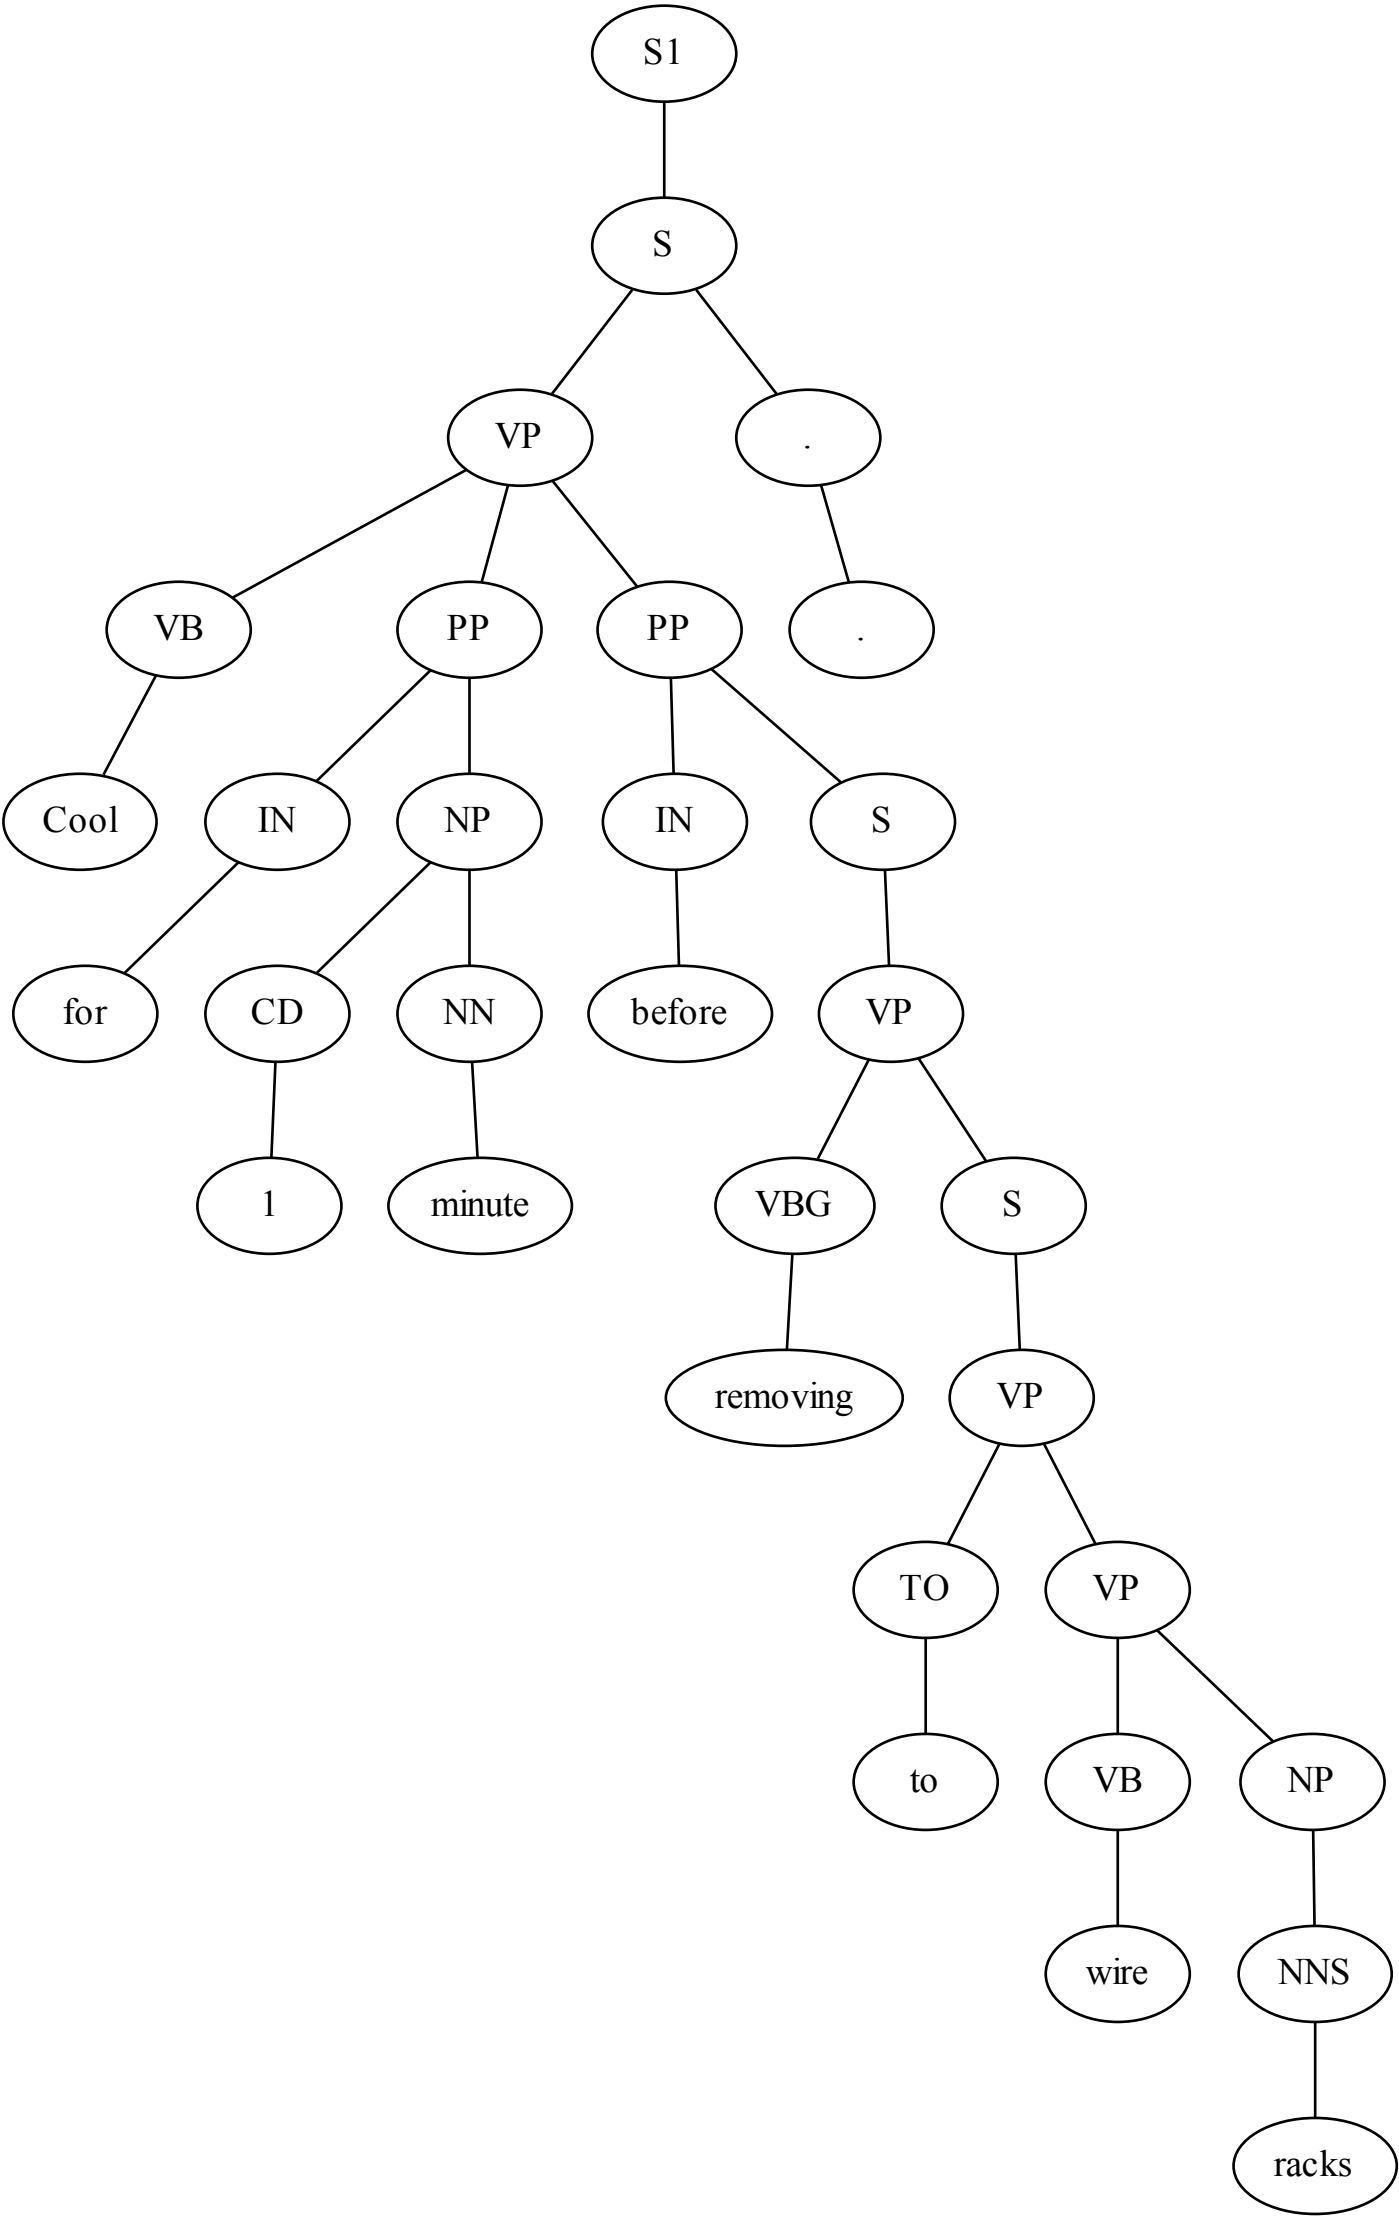 S1
S
VP .
VB PP PP .
Cool IN NP IN S
for CD NN before VP
1 minute VBG S
removing VP
TO VP
to VB NP
wire NNS
racks